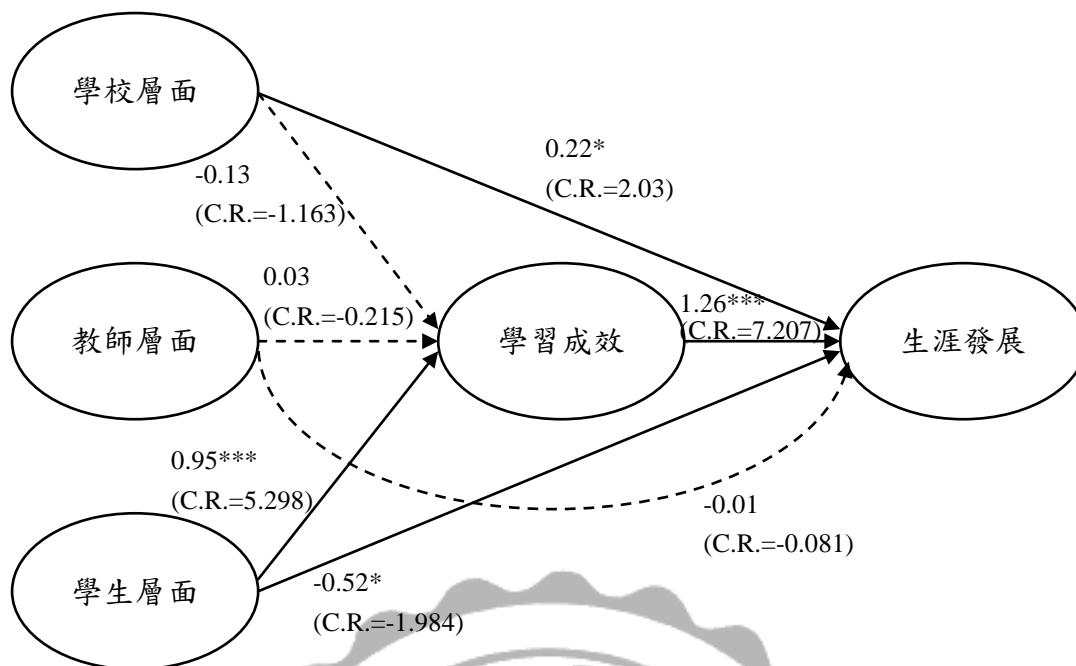 學校層面
0.22*
(C.R.=2.03)
-0.13
(C.R.=-1.163)
0.03
(C.R.=-0.215)
教師層面
學習成效
1.26***
(C.R.=7.207)
生涯發展
0.95***
(C.R.=5.298)
-0.01
(C.R.=-0.081)
學生層面
-0.52*
(C.R.=-1.984)